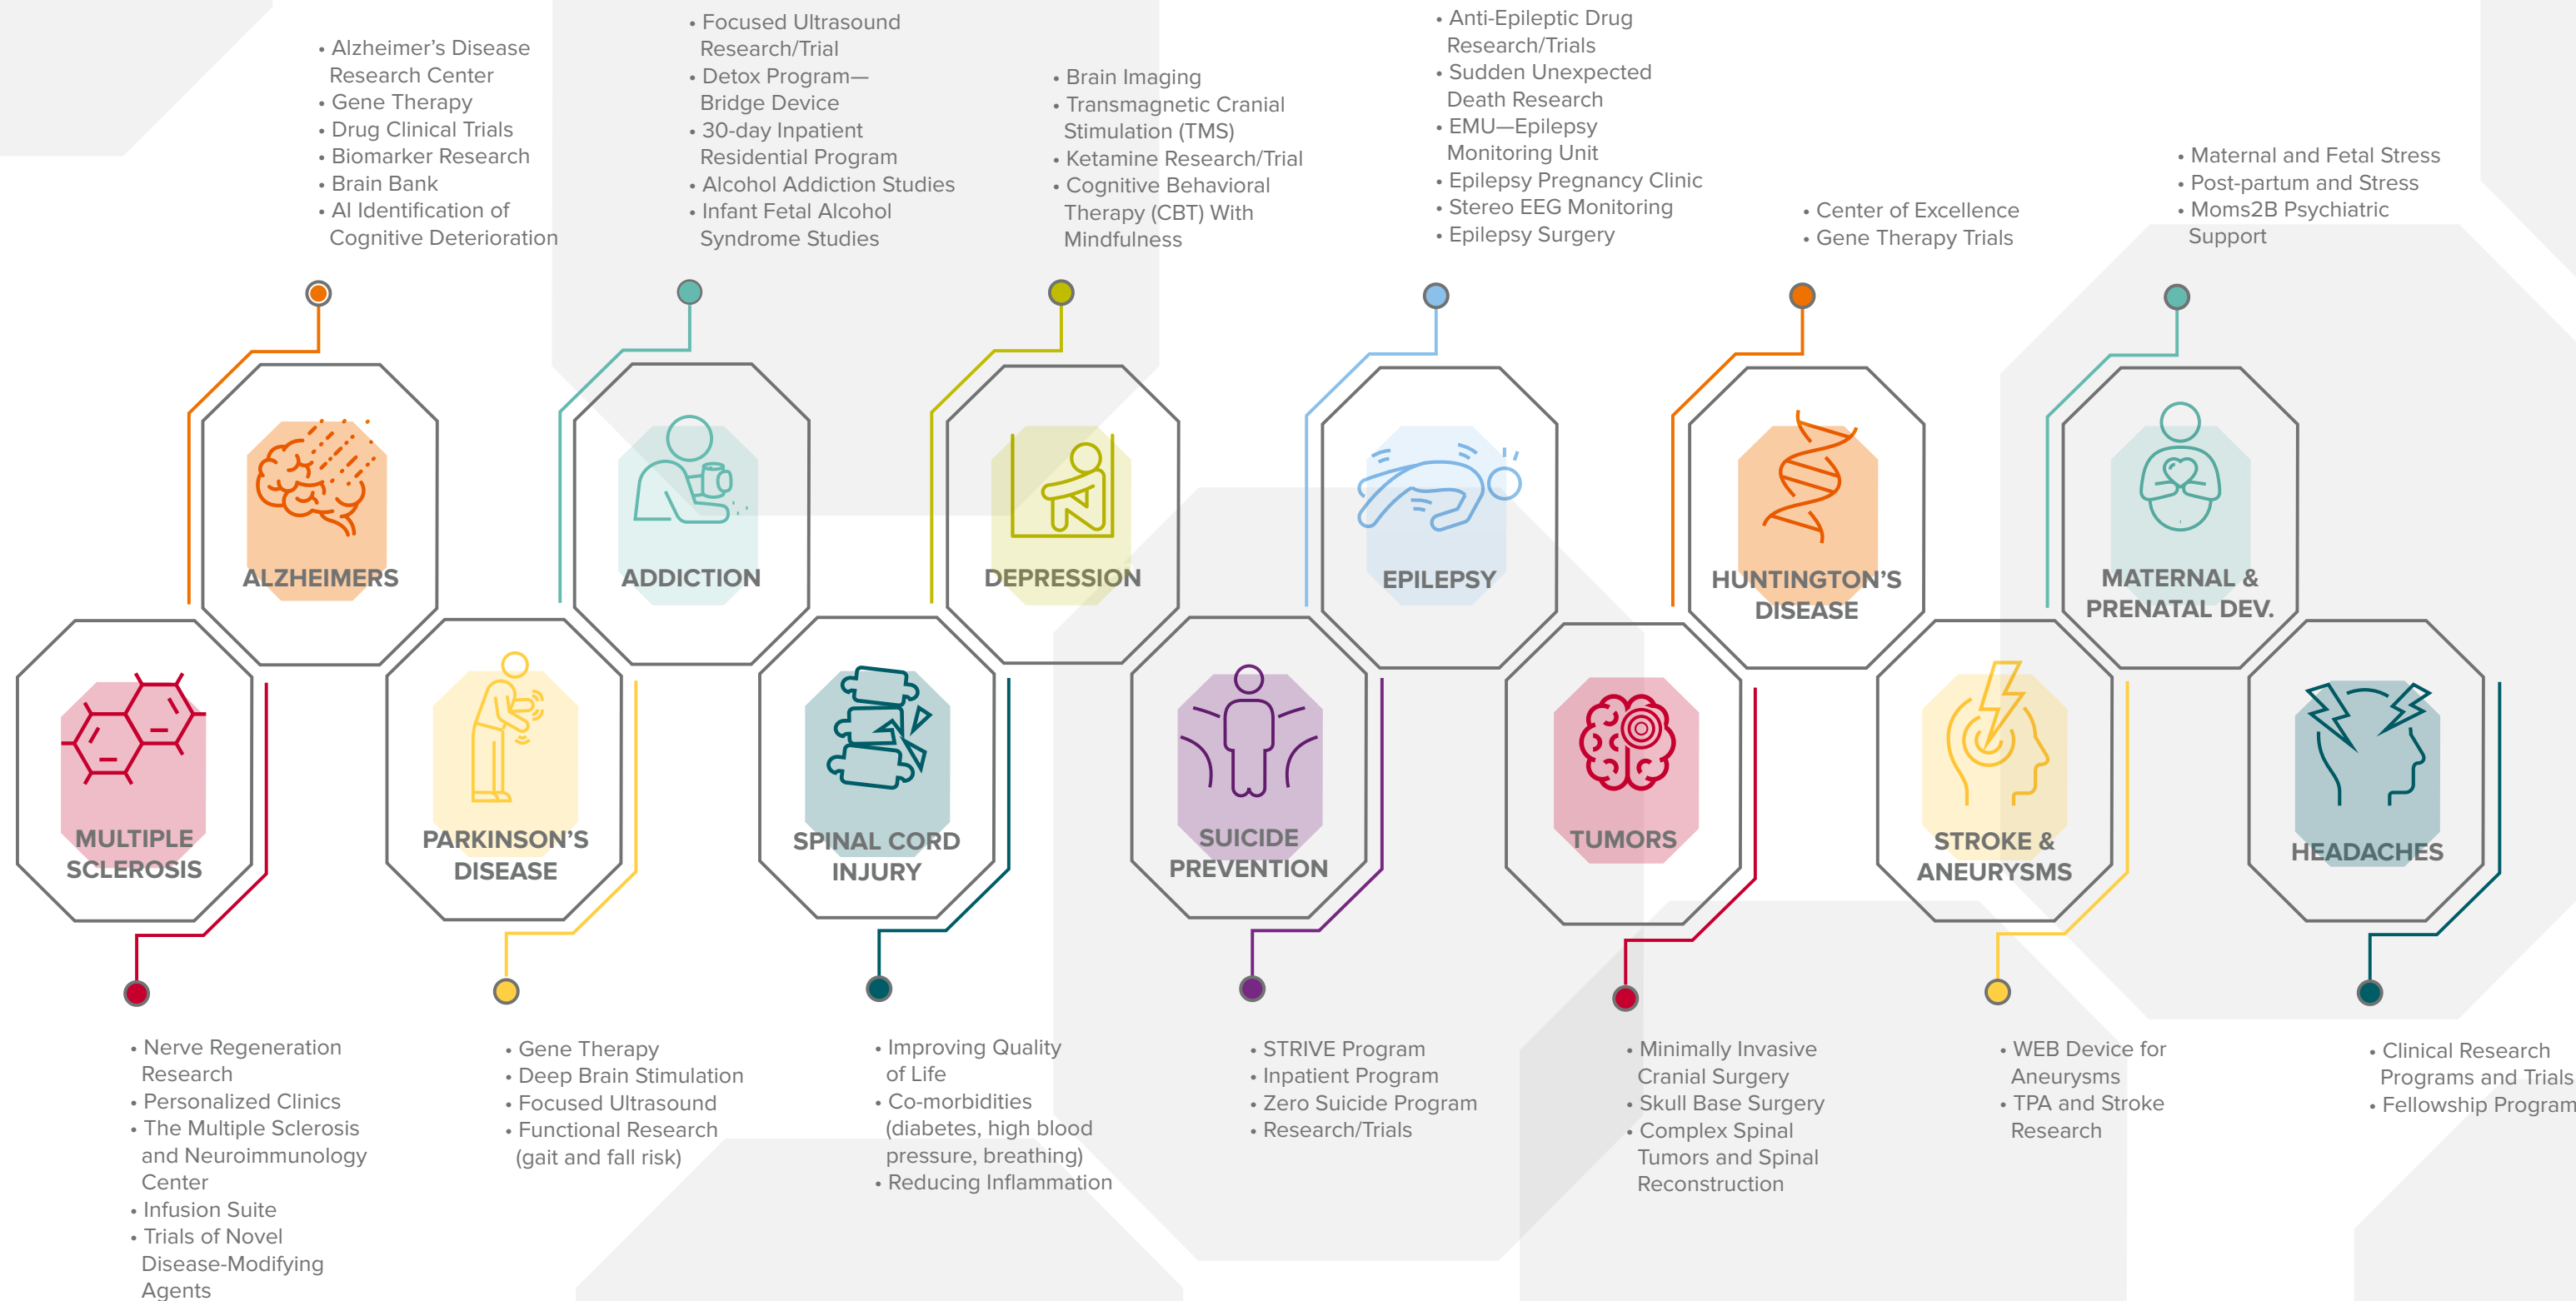 • Alzheimer's Disease
Research Center
• Gene Therapy
• Drug Clinical Trials
• Biomarker Research
• Brain Bank
• AI Identification of
Cognitive Deterioration
• Focused Ultrasound
Research/Trial
• Detox Program—
Bridge Device
• 30-day Inpatient
Residential Program
• Alcohol Addiction Studies
• Infant Fetal Alcohol
Syndrome Studies
• Brain Imaging
• Transmagnetic Cranial
Stimulation (TMS)
• Ketamine Research/Trial
• Cognitive Behavioral
Therapy (CBT) With
Mindfulness
• Anti-Epileptic Drug
Research/Trials
• Sudden Unexpected
Death Research
• EMU—Epilepsy
Monitoring Unit
• Epilepsy Pregnancy Clinic
• Stereo EEG Monitoring
• Epilepsy Surgery
• Center of Excellence
• Gene Therapy Trials
• Maternal and Fetal Stress
• Post-partum and Stress
• Moms2B Psychiatric
Support
ALZHEIMERS
ADDICTION
DEPRESSION
EPILEPSY
HUNTINGTON'S
DISEASE
MATERNAL &
PRENATAL DEV.
MULTIPLE
SCLEROSIS
PARKINSON'S
DISEASE
SPINAL CORD
INJURY
SUICIDE
PREVENTION
TUMORS
STROKE &
ANEURYSMS
HEADACHES
• Nerve Regeneration
Research
• Personalized Clinics
• The Multiple Sclerosis
and Neuroimmunology
Center
• Infusion Suite
• Trials of Novel
Disease-Modifying
Agents
• Gene Therapy
• Deep Brain Stimulation
• Focused Ultrasound
• Functional Research
(gait and fall risk)
• Improving Quality
of Life
• Co-morbidities
(diabetes, high blood
pressure, breathing)
• Reducing Inflammation
• STRIVE Program
• Inpatient Program
• Zero Suicide Program
• Research/Trials
• Minimally Invasive
Cranial Surgery
• Skull Base Surgery
• Complex Spinal
Tumors and Spinal
Reconstruction
• WEB Device for
Aneurysms
• TPA and Stroke
Research
• Clinical Research
Programs and Trials
• Fellowship Program